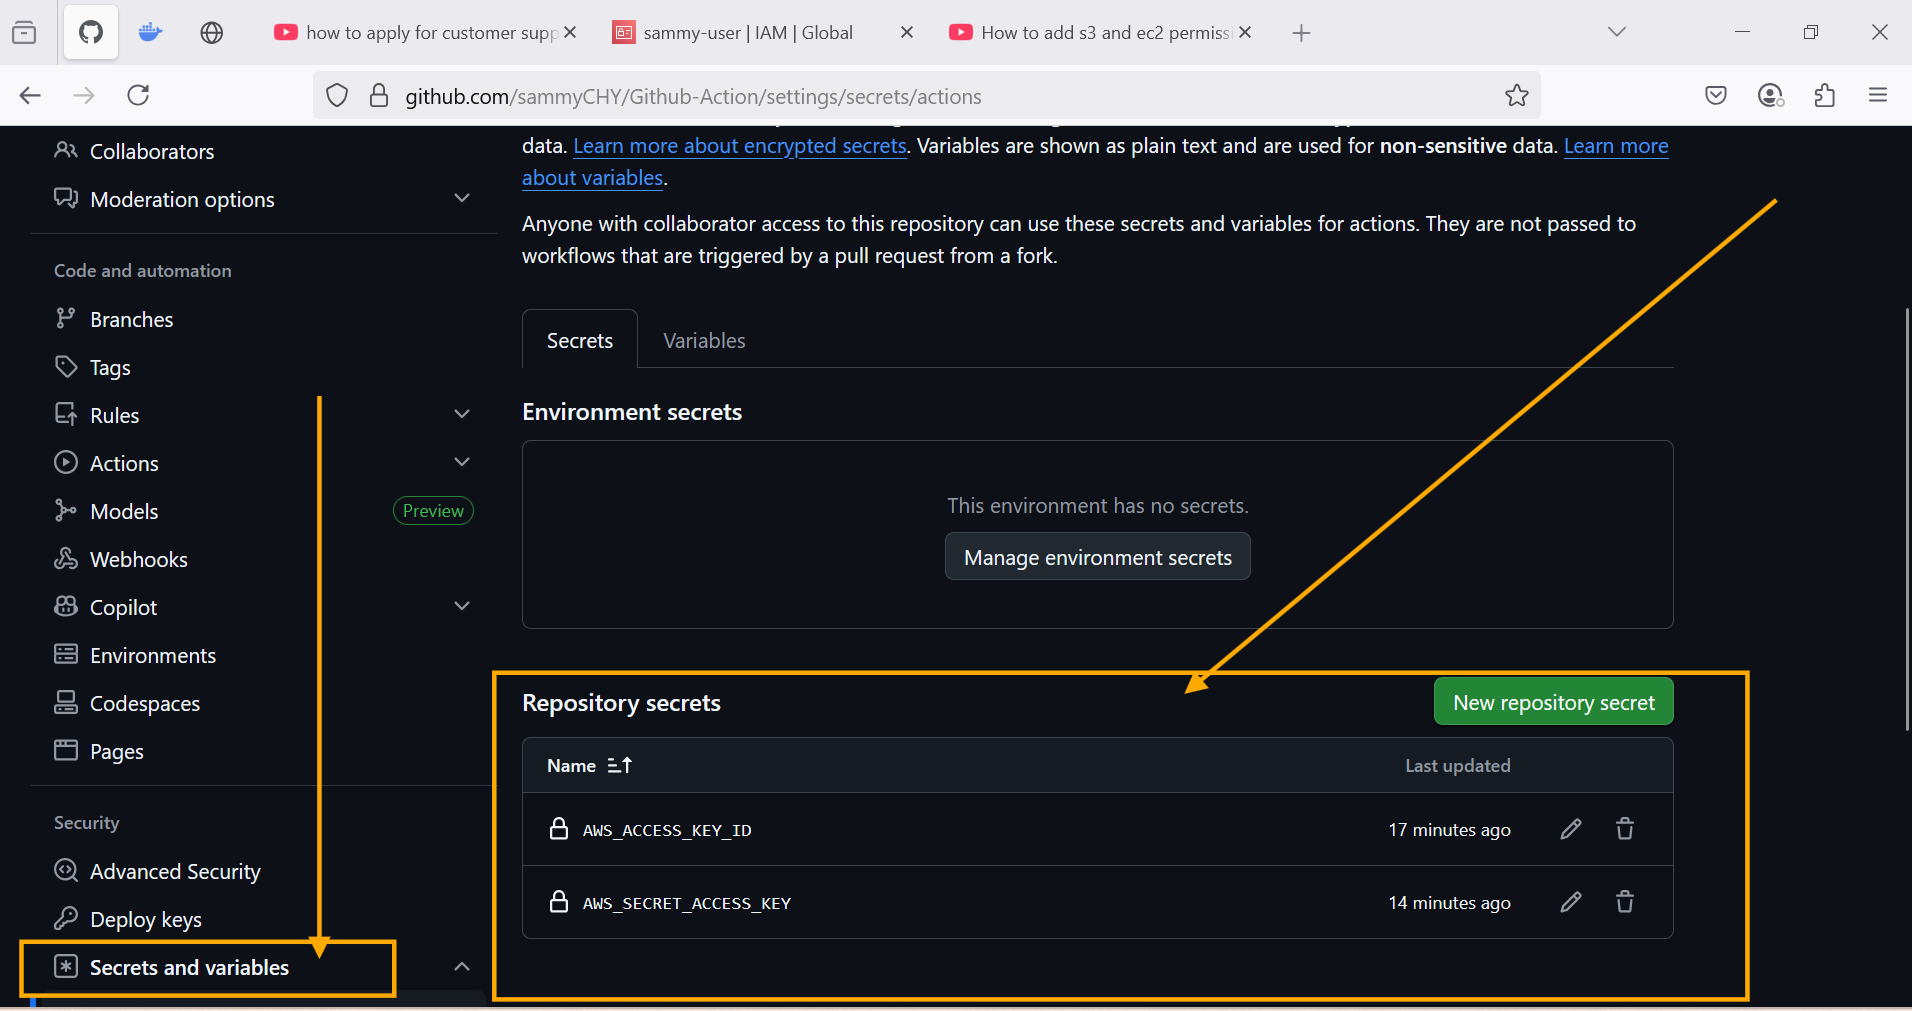 how to apply for customer supp
sammy-user | IAM | Global
How to add s3 and ec2 permiss
github.com/sammyCHY/Github-Action/settings/secrets/actions
Collaborators
Moderation options
Code and automation
Branches
Tags
Rules
Actions
Models
Preview
Webhooks
Copilot
Environments
Codespaces
Pages
Security
Advanced Security
Deploy keys
Secrets and variables
data. Learn more about encrypted secrets. Variables are shown as plain text and are used for non-sensitive data. Learn more
about variables.
Anyone with collaborator access to this repository can use these secrets and variables for actions. They are not passed to
workflows that are triggered by a pull request from a fork.
Secrets
Variables
Environment secrets
This environment has no secrets.
Manage environment secrets
Repository secrets
New repository secret
Name
Last updated
AWS_ACCESS_KEY_ID
17 minutes ago
AWS_SECRET_ACCESS_KEY
14 minutes ago